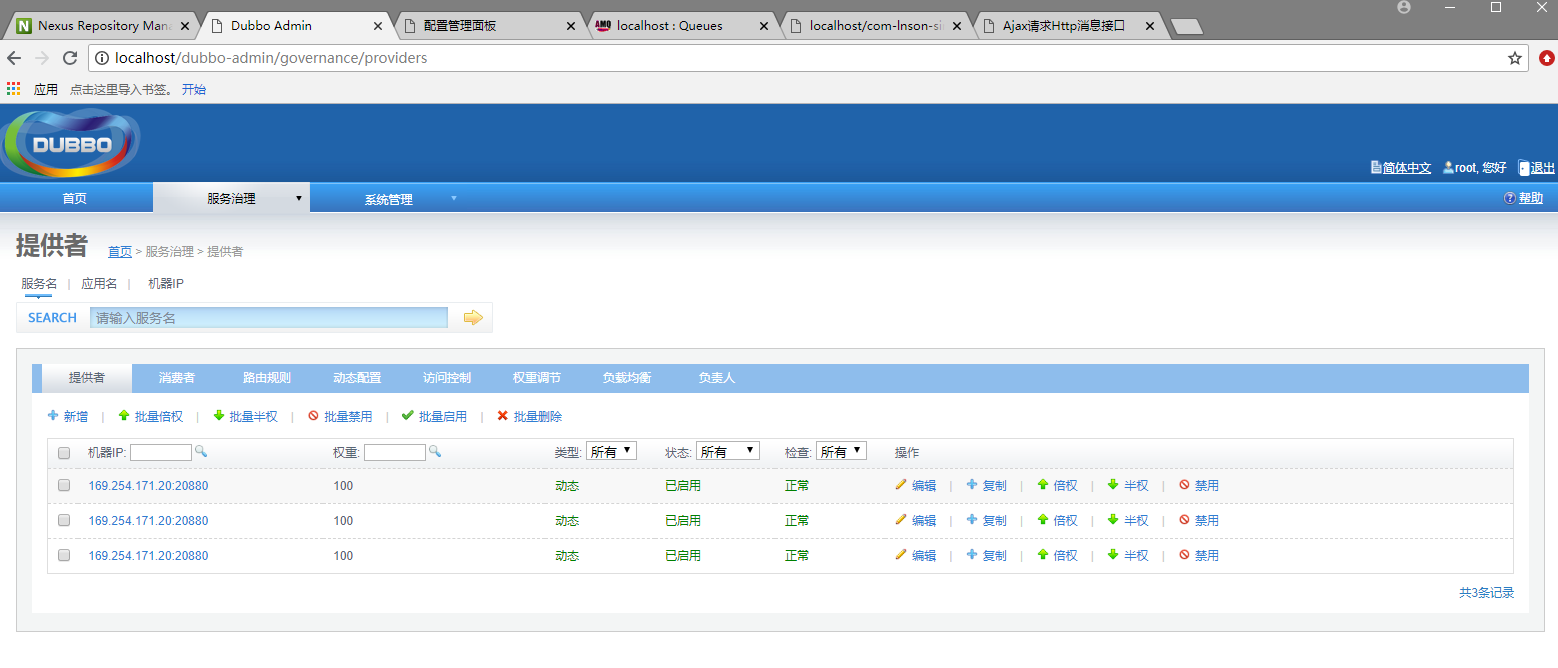 Nexus Repository Mana Dubbo Admin 配置管理面板 localhost : Queues localhost/com-lnson-si Ajax请求Http消息接口
localhost/dubbo-admin/governance/providers
应用 点击这里导入书签。 开始
DUBBO
简体中文 root, 您好 退出
首页 服务治理 系统管理 帮助
提供者 首页 > 服务治理 > 提供者
服务名 | 应用名 | 机器IP
SEARCH 请输入服务名
提供者 消费者 路由规则 动态配置 访问控制 权重调节 负载均衡 负责人
新增 | 批量倍权 | 批量半权 | 批量禁用 | 批量启用 | 批量删除
机器IP: 权重: 类型: 所有 状态: 所有 检查: 所有 操作
169.254.171.20:20880 100 动态 已启用 正常 编辑 | 复制 | 倍权 | 半权 | 禁用
169.254.171.20:20880 100 动态 已启用 正常 编辑 | 复制 | 倍权 | 半权 | 禁用
169.254.171.20:20880 100 动态 已启用 正常 编辑 | 复制 | 倍权 | 半权 | 禁用
共3条记录